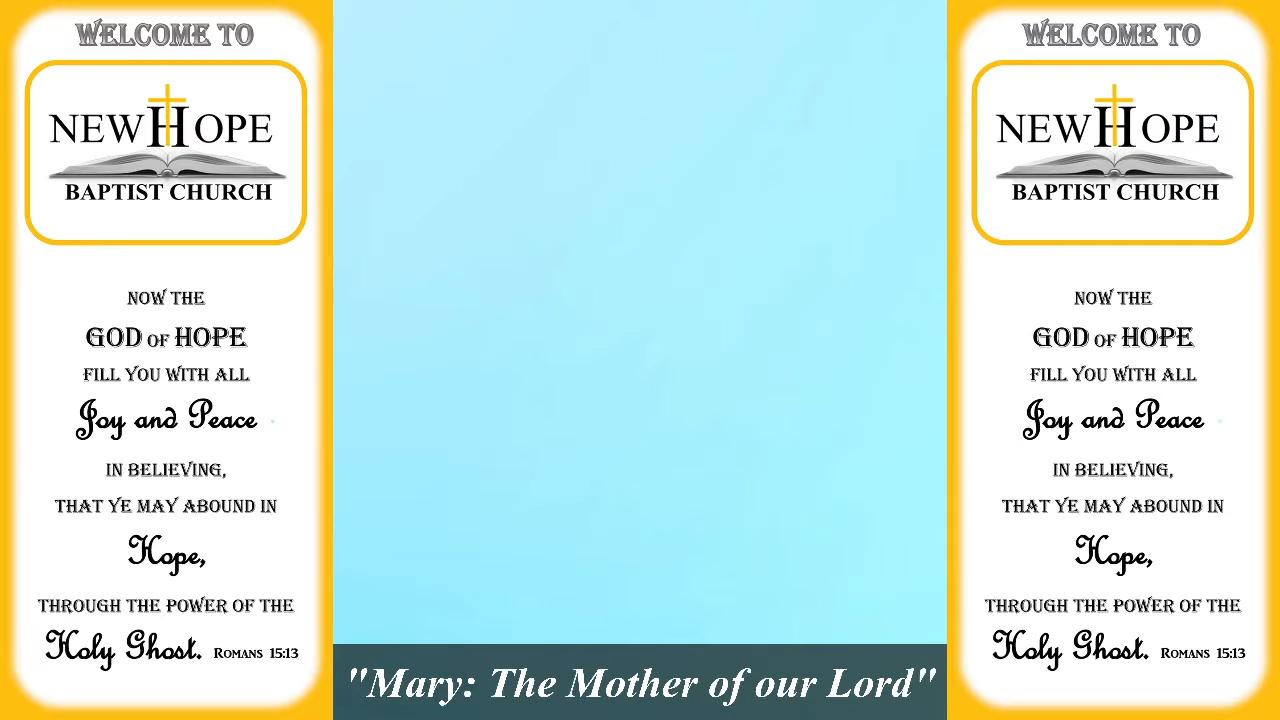 WELCOME TO
NEW HOPE
BAPTIST CHURCH
NOW THE
GOD OF HOPE
FILL YOU WITH ALL
Joy and Peace
IN BELIEVING,
THAT YE MAY ABOUND IN
Hope,
THROUGH THE POWER OF THE
Holy Ghost. ROMANS 15:13
"Mary: The Mother of our Lord"
WELCOME TO
NEW HOPE
BAPTIST CHURCH
NOW THE
GOD OF HOPE
FILL YOU WITH ALL
Joy and Peace
IN BELIEVING,
THAT YE MAY ABOUND IN
Hope,
THROUGH THE POWER OF THE
Holy Ghost. ROMANS 15:13